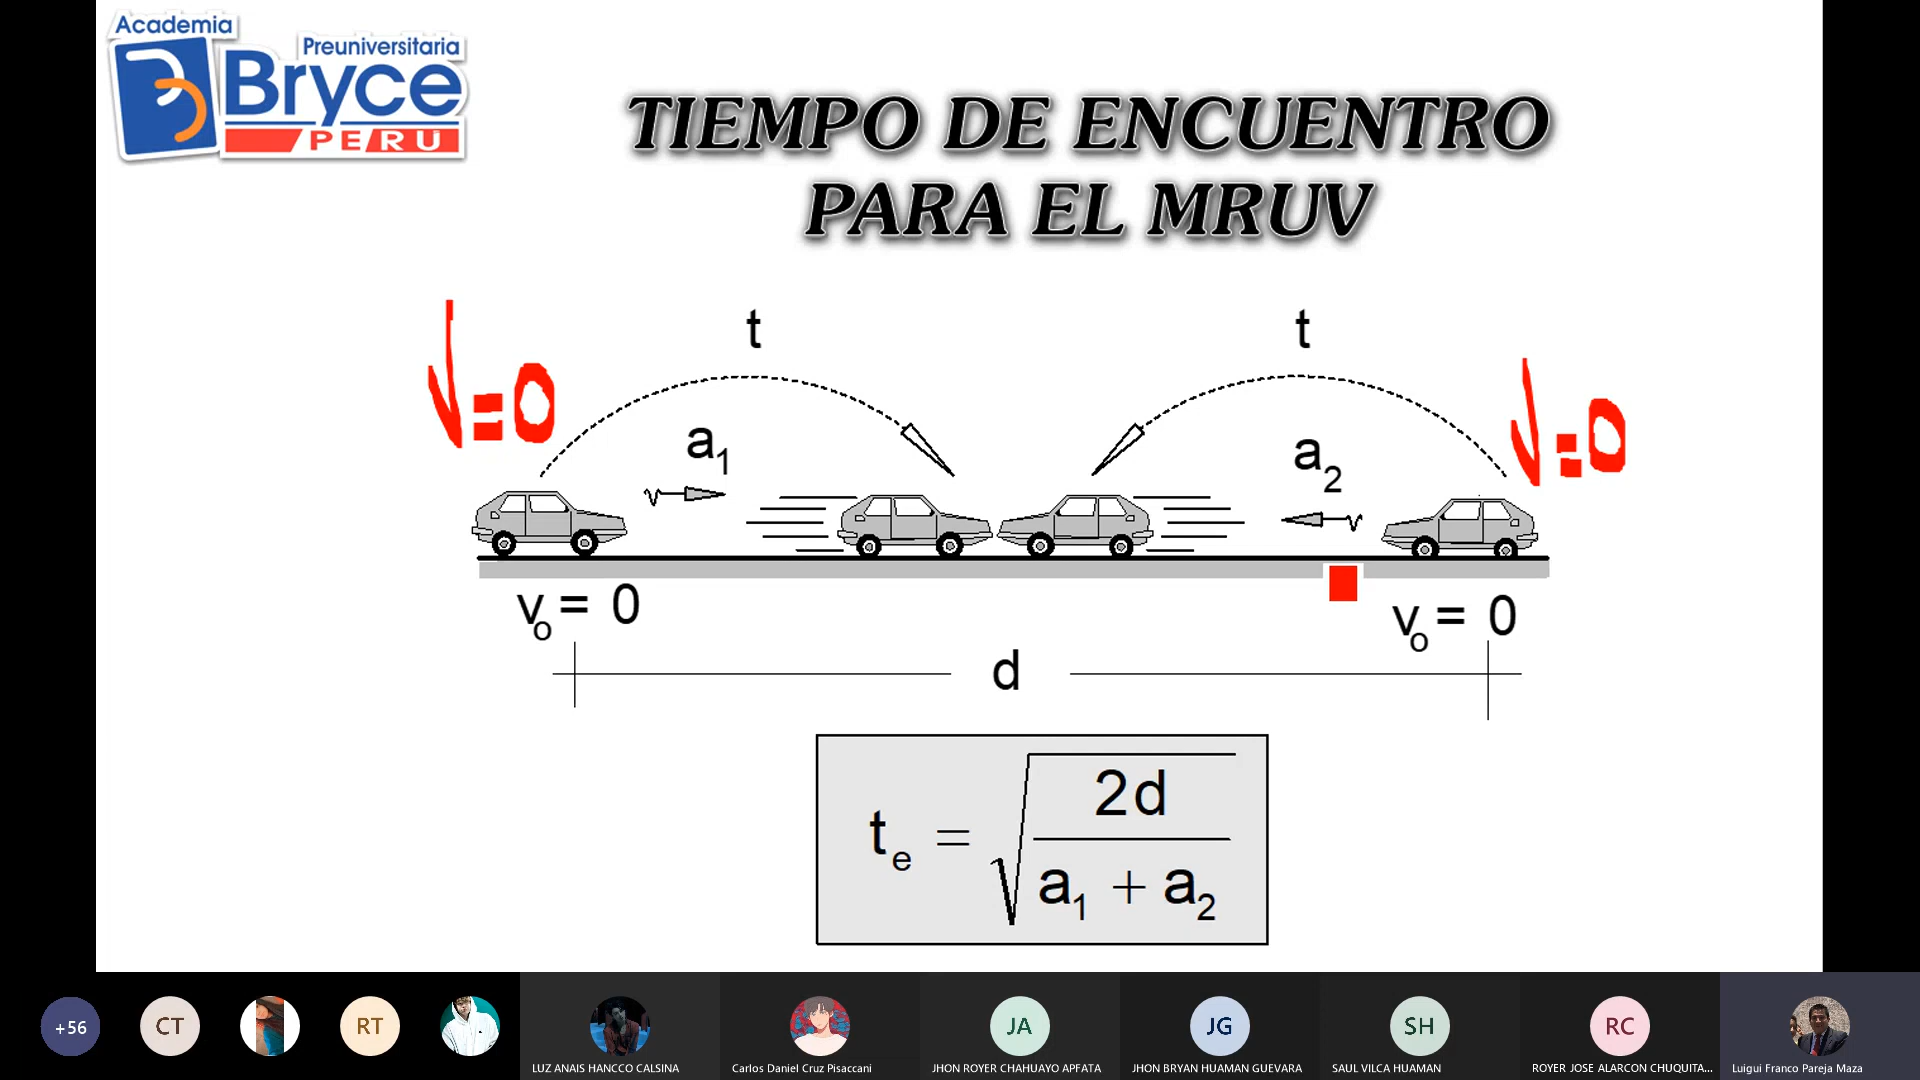 Academia
Preuniversitaria
Bryce
PERU
TIEMPO DE ENCUENTRO
PARA EL MRUV
t
t
V=0
V=0
a₁
a₂
v₀ = 0
v₀ = 0
d
tₑ = √(2d / (a₁ + a₂))
+56
CT
RT
JA
JG
SH
RC
LUZ ANAIS HANCCO CALSINA
Carlos Daniel Cruz Pisaccani
JHON ROYER CHAHUAYO APFATA
JHON BRYAN HUAMAN GUEVARA
SAUL VILCA HUAMAN
ROYER JOSE ALARCON CHUQUITA...
Luigui Franco Pareja Maza